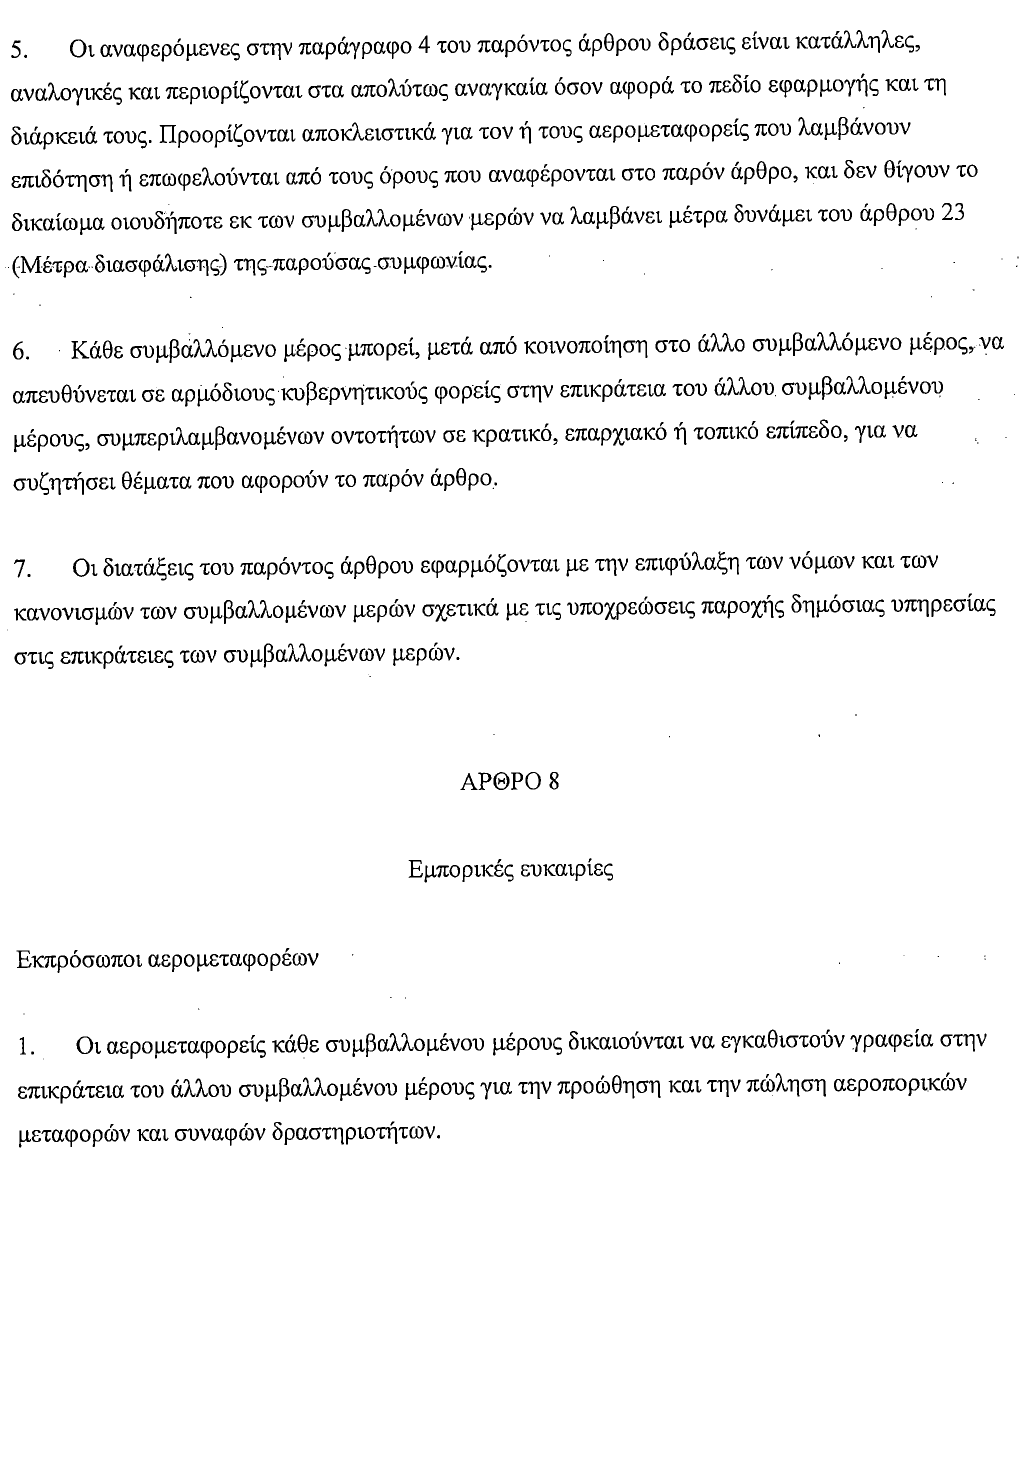 5. Οι αναφερόμενες στην παράγραφο 4 του παρόντος άρθρου δράσεις είναι κατάλληλες,
αναλογικές και περιορίζονται στα απολύτως αναγκαία όσον αφορά το πεδίο εφαρμογής και τη
διάρκειά τους. Προορίζονται αποκλειστικά για τον ή τους αερομεταφορείς που λαμβάνουν
επιδότηση ή επωφελούνται από τους όρους που αναφέρονται στο παρόν άρθρο, και δεν θίγουν το
δικαίωμα οιουδήποτε εκ των συμβαλλομένων μερών να λαμβάνει μέτρα δυνάμει του άρθρου 23
(Μέτρα διασφάλισης) της παρούσας συμφωνίας.
6. Κάθε συμβαλλόμενο μέρος μπορεί, μετά από κοινοποίηση στο άλλο συμβαλλόμενο μέρος, να
απευθύνεται σε αρμόδιους κυβερνητικούς φορείς στην επικράτεια του άλλου συμβαλλομένου
μέρους, συμπεριλαμβανομένων οντοτήτων σε κρατικό, επαρχιακό ή τοπικό επίπεδο, για να
συζητήσει θέματα που αφορούν το παρόν άρθρο.
7. Οι διατάξεις του παρόντος άρθρου εφαρμόζονται με την επιφύλαξη των νόμων και των
κανονισμών των συμβαλλομένων μερών σχετικά με τις υποχρεώσεις παροχής δημόσιας υπηρεσίας
στις επικράτειες των συμβαλλομένων μερών.
ΑΡΘΡΟ 8
Εμπορικές ευκαιρίες
Εκπρόσωποι αερομεταφορέων
1. Οι αερομεταφορείς κάθε συμβαλλομένου μέρους δικαιούνται να εγκαθιστούν γραφεία στην
επικράτεια του άλλου συμβαλλομένου μέρους για την προώθηση και την πώληση αεροπορικών
μεταφορών και συναφών δραστηριοτήτων.